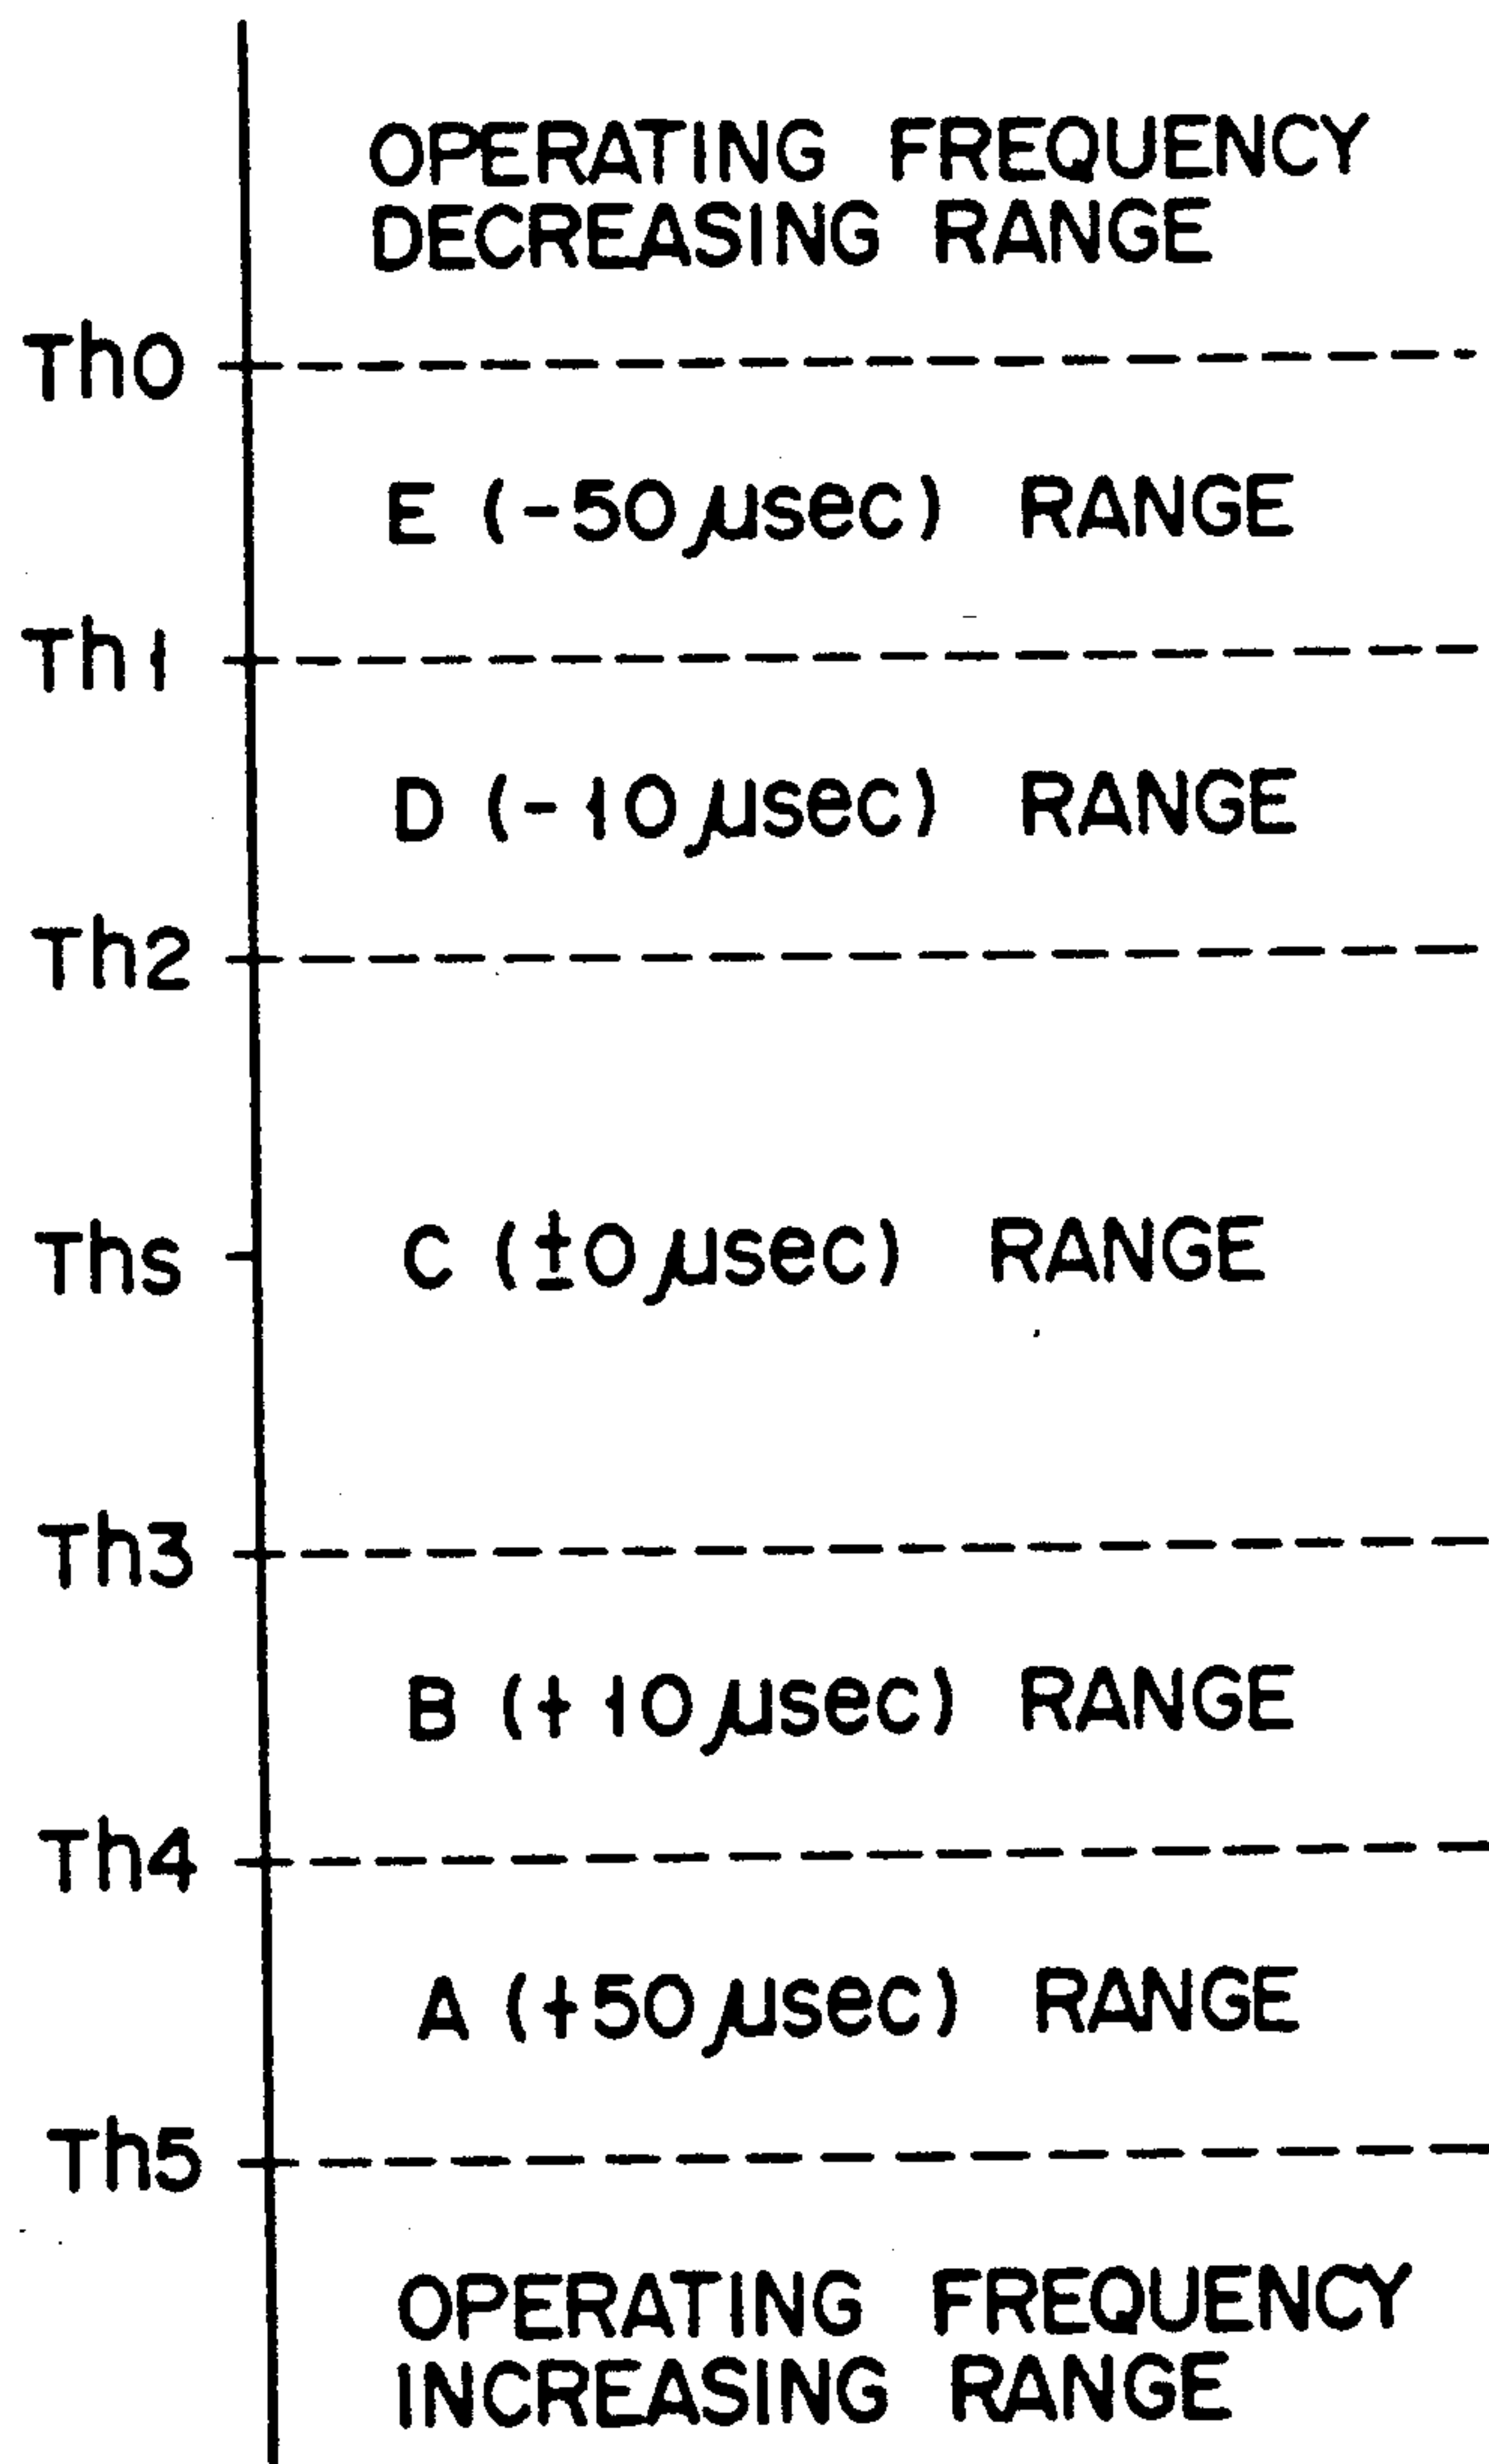 OPERATING FREQUENCY
DECREASING RANGE
Th0
E (-50μsec) RANGE
Th1
D (-10μsec) RANGE
Th2
Ths
C (±0μsec) RANGE
Th3
B (+10μsec) RANGE
Th4
A (+50μsec) RANGE
Th5
OPERATING FREQUENCY
INCREASING RANGE